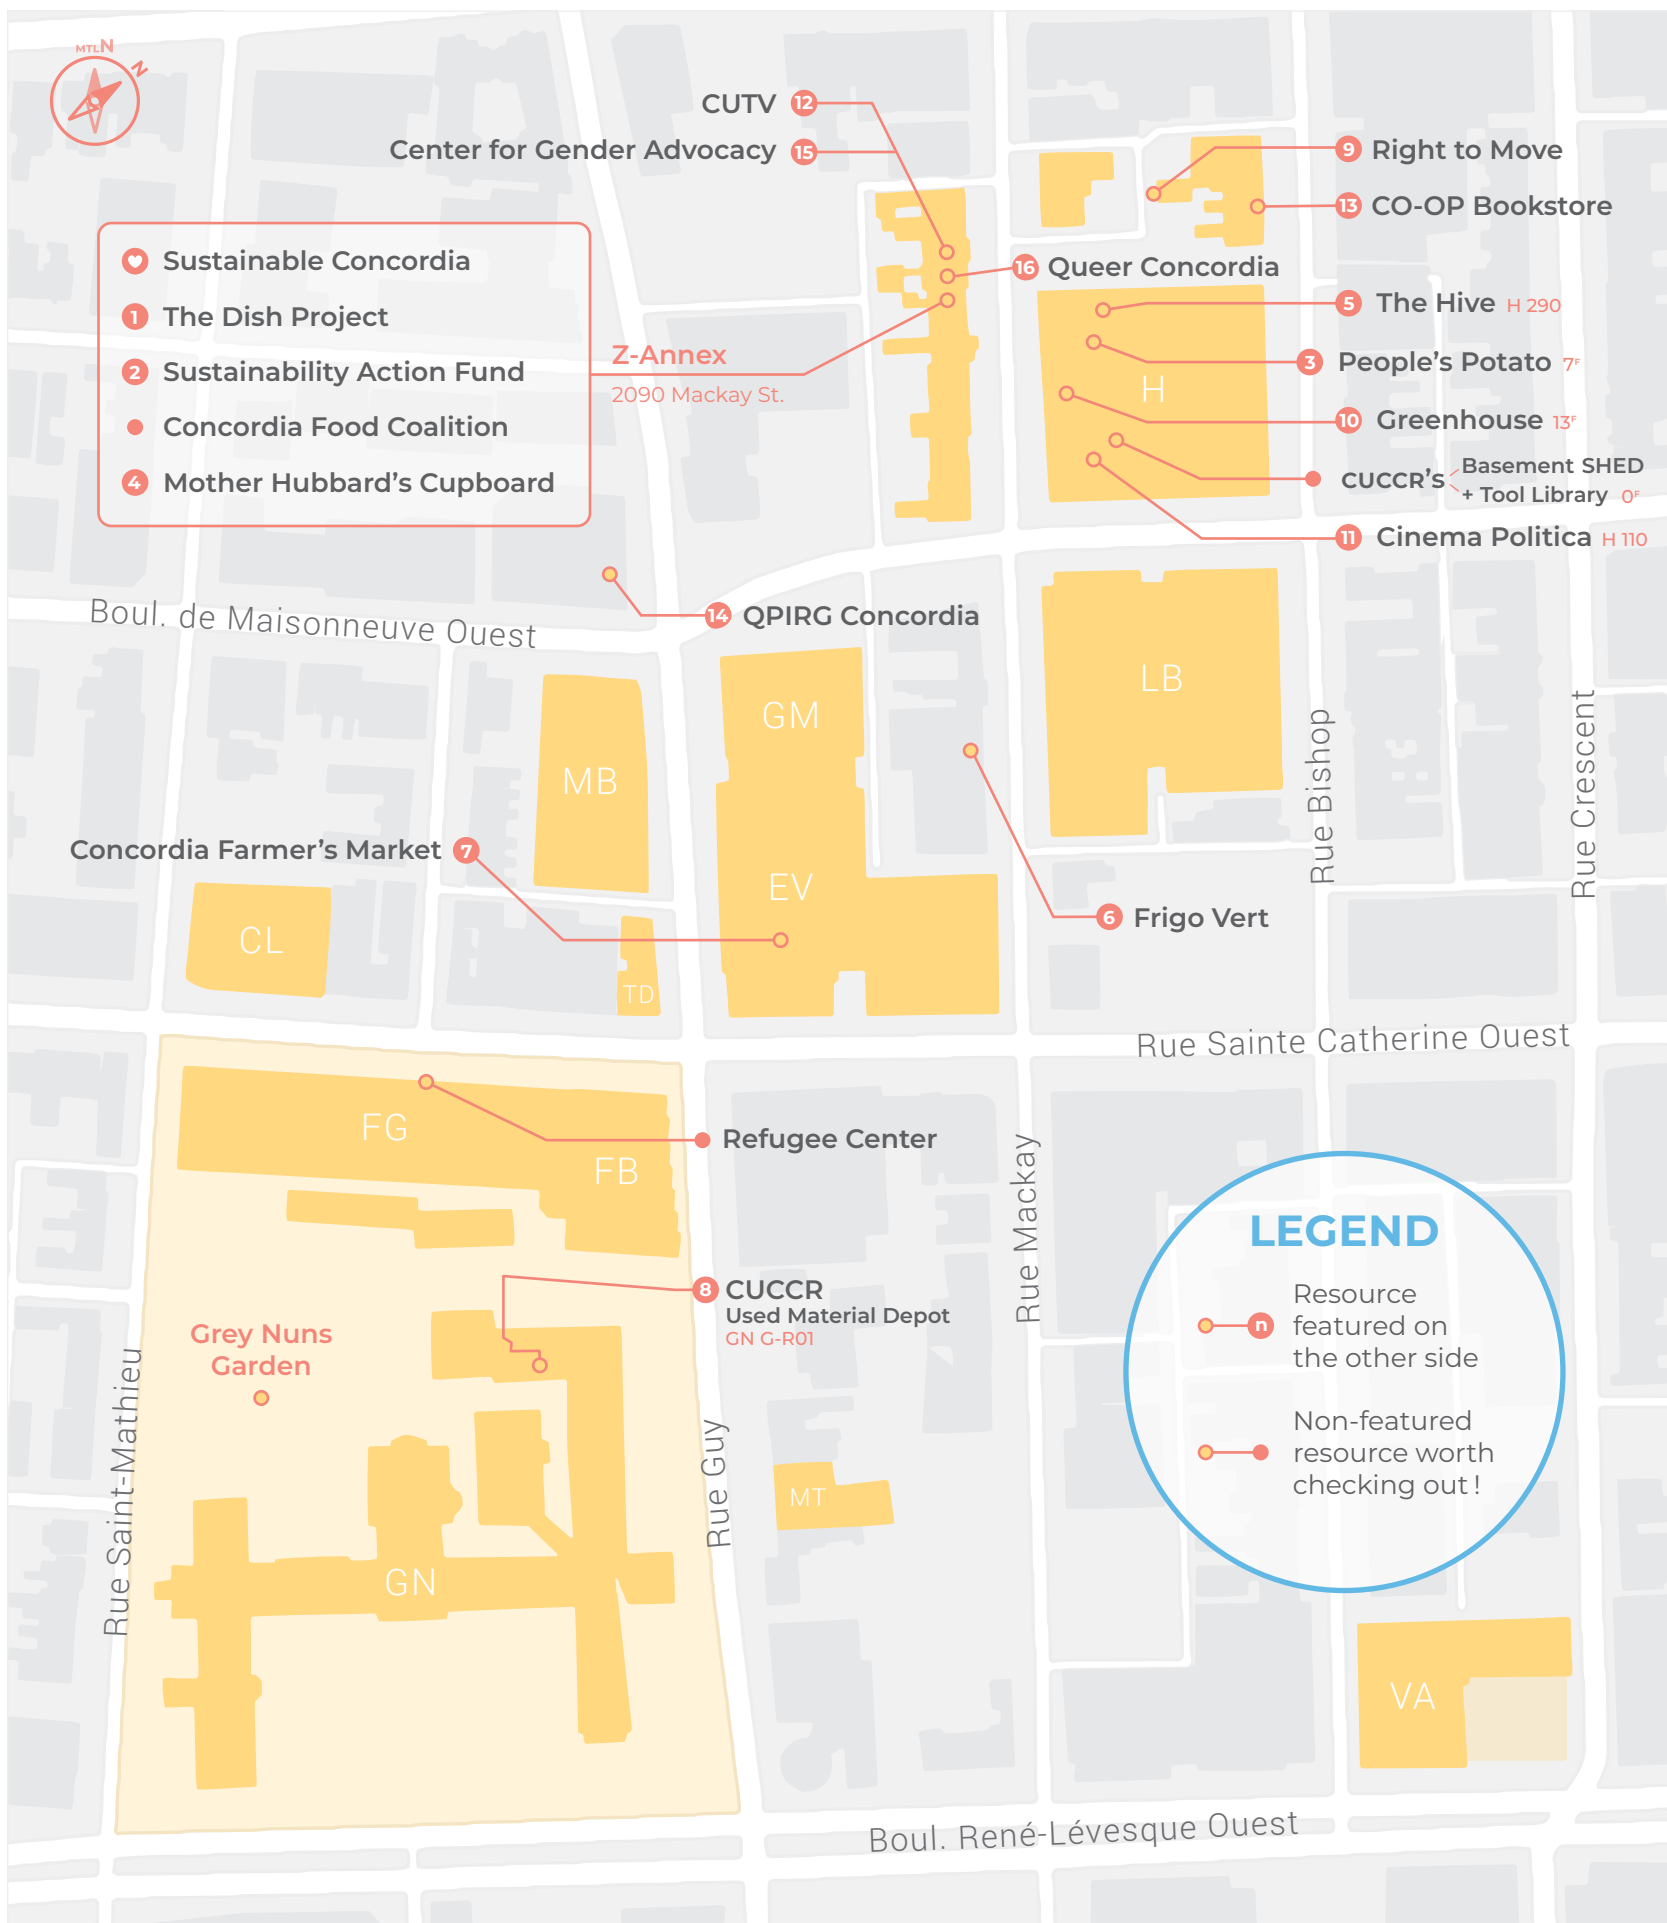 MTL N
N
CUTV 12
Center for Gender Advocacy 15
9 Right to Move
13 CO-OP Bookstore
16 Queer Concordia
Sustainable Concordia
1 The Dish Project
2 Sustainability Action Fund
Concordia Food Coalition
4 Mother Hubbard's Cupboard
Z-Annex
2090 Mackay St.
5 The Hive H 290
3 People's Potato 7F
H
10 Greenhouse 13F
CUCCR's Basement SHED
+ Tool Library 0F
11 Cinema Politica H 110
Boul. de Maisonneuve Ouest
14 QPIRG Concordia
GM
LB
MB
Rue Bishop
Rue Crescent
Concordia Farmer's Market 7
EV
CL
TD
6 Frigo Vert
Rue Sainte Catherine Ouest
FG
FB
Refugee Center
Rue Mackay
8 CUCCR
Used Material Depot
GN G-R01
Grey Nuns
Garden
Rue Saint-Mathieu
Rue Guy
MT
GN
LEGEND
n Resource
featured on
the other side
Non-featured
resource worth
checking out !
VA
Boul. René-Lévesque Ouest